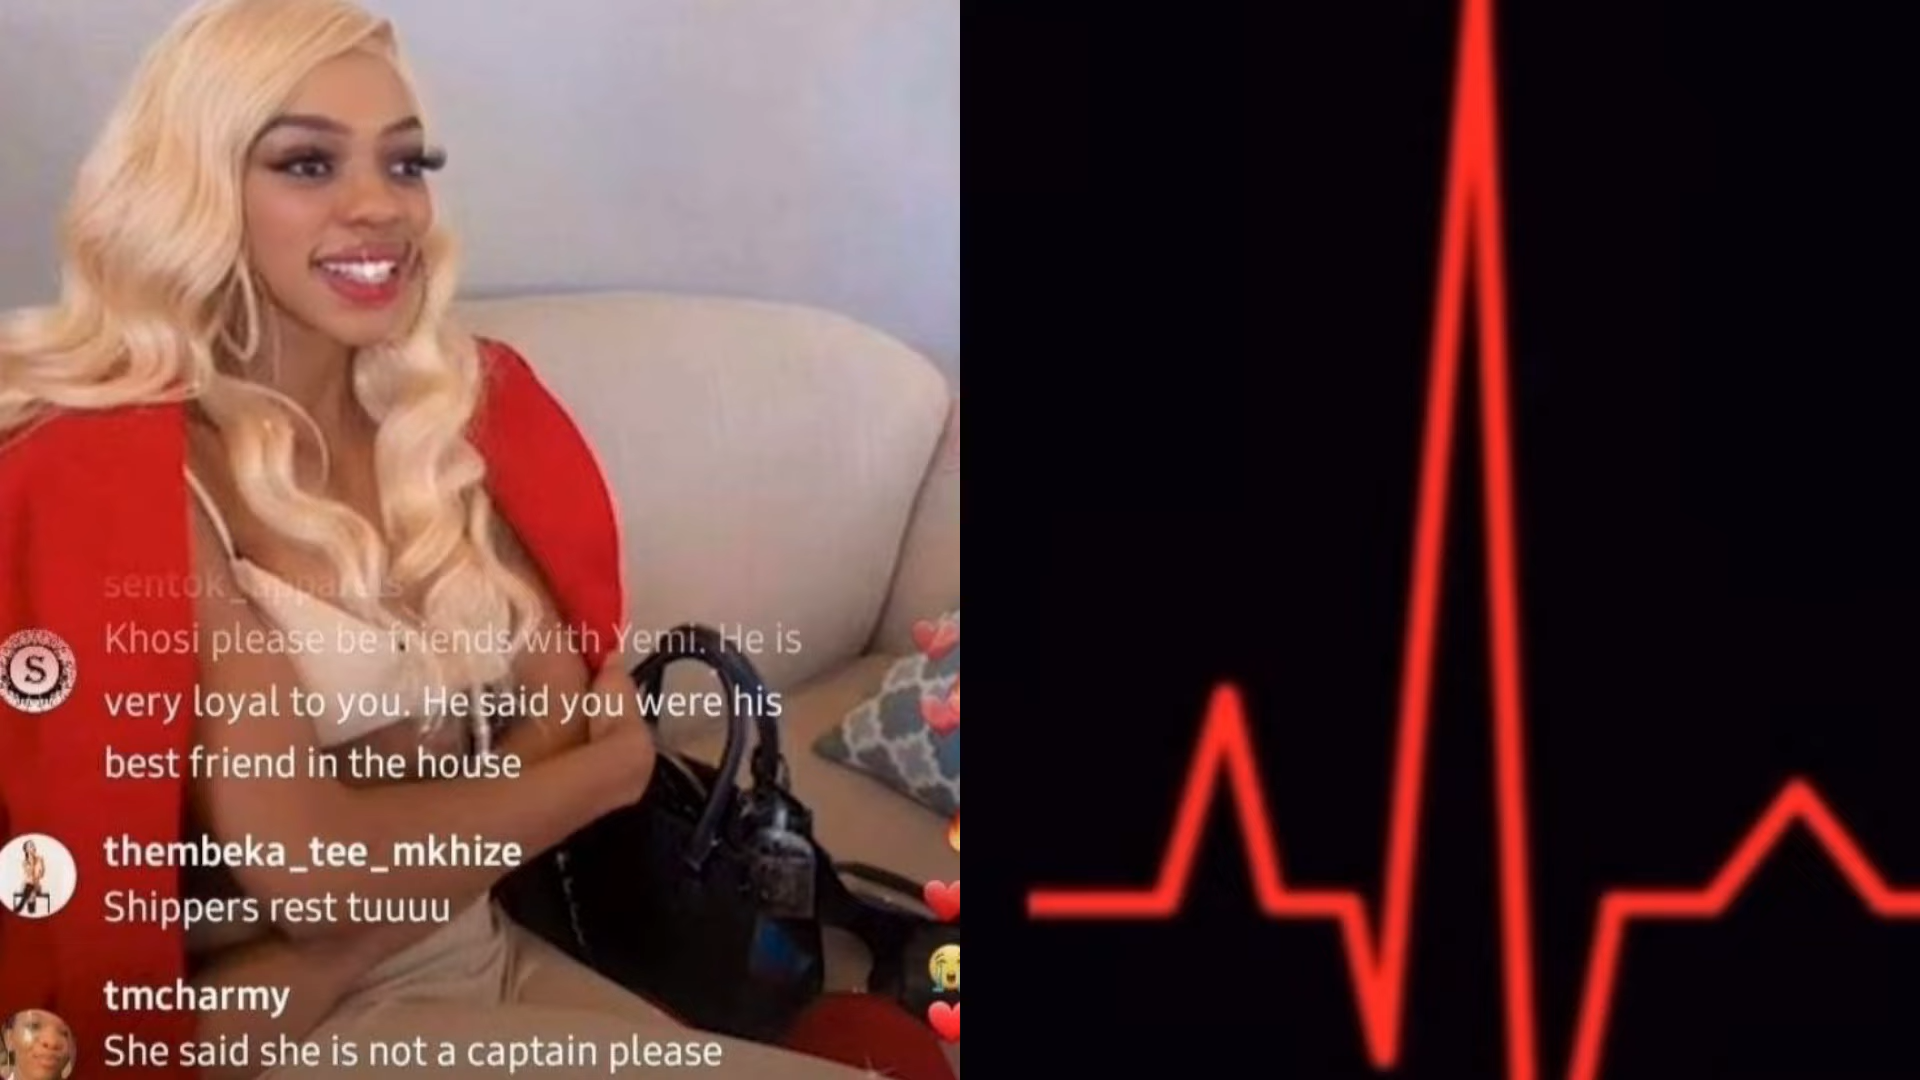 sentok_apparels
Khosi please be friends with Yemi. He is
very loyal to you. He said you were his
best friend in the house
S
thembeka_tee_mkhize
Shippers rest tuuuu
tmcharmy
She said she is not a captain please